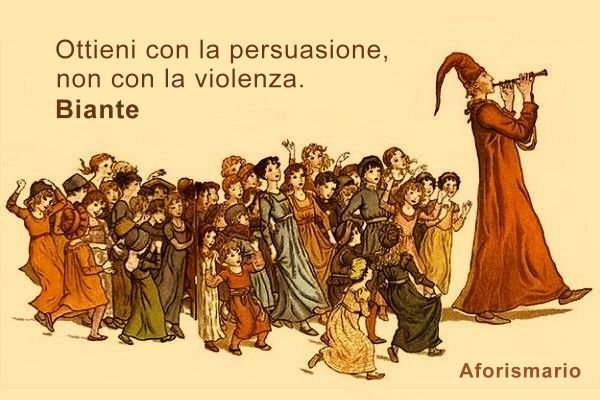 Ottieni con la persuasione,
non con la violenza.
Biante
Aforismario